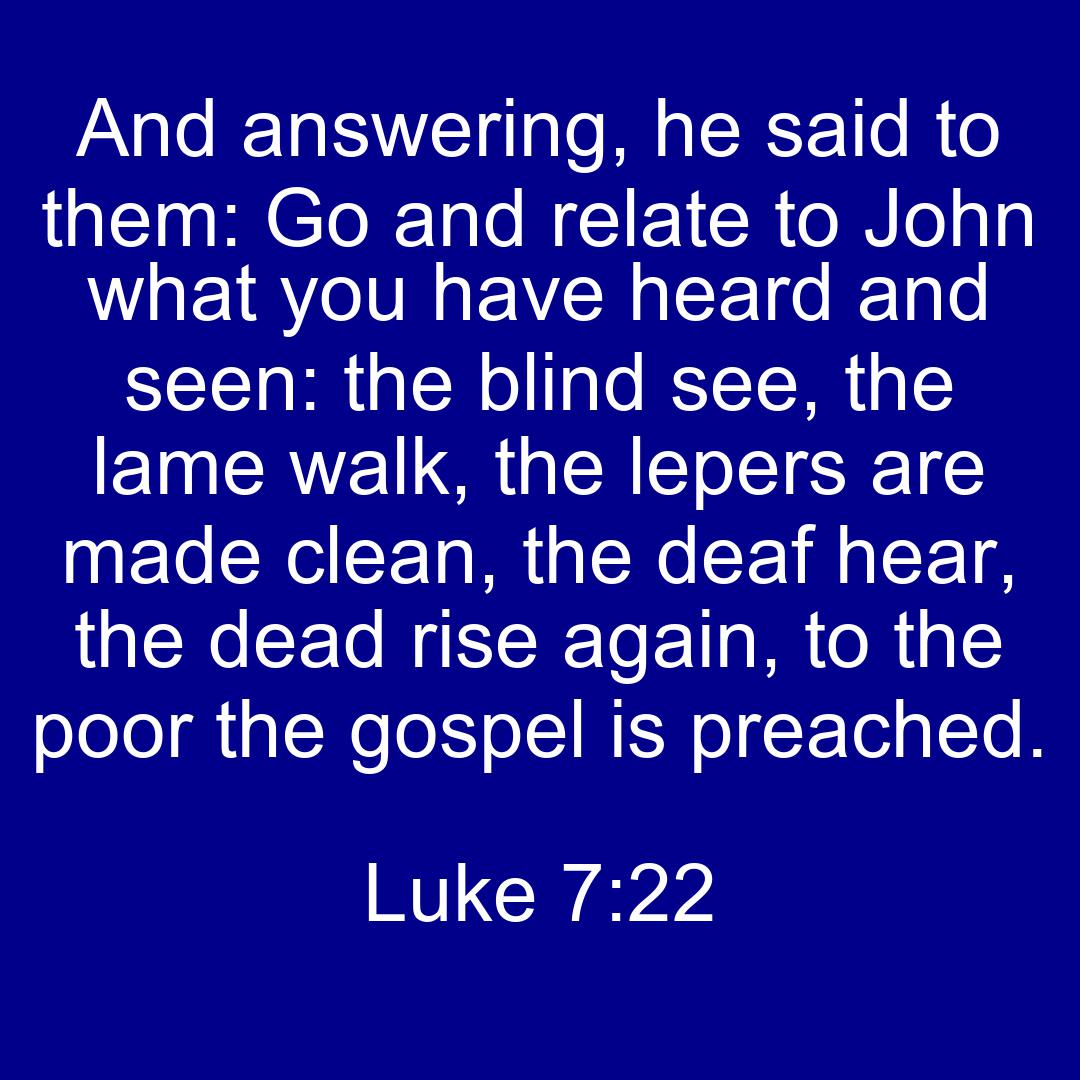 And answering, he said to
them: Go and relate to John
what you have heard and
seen: the blind see, the
lame walk, the lepers are
made clean, the deaf hear,
the dead rise again, to the
poor the gospel is preached.
Luke 7:22